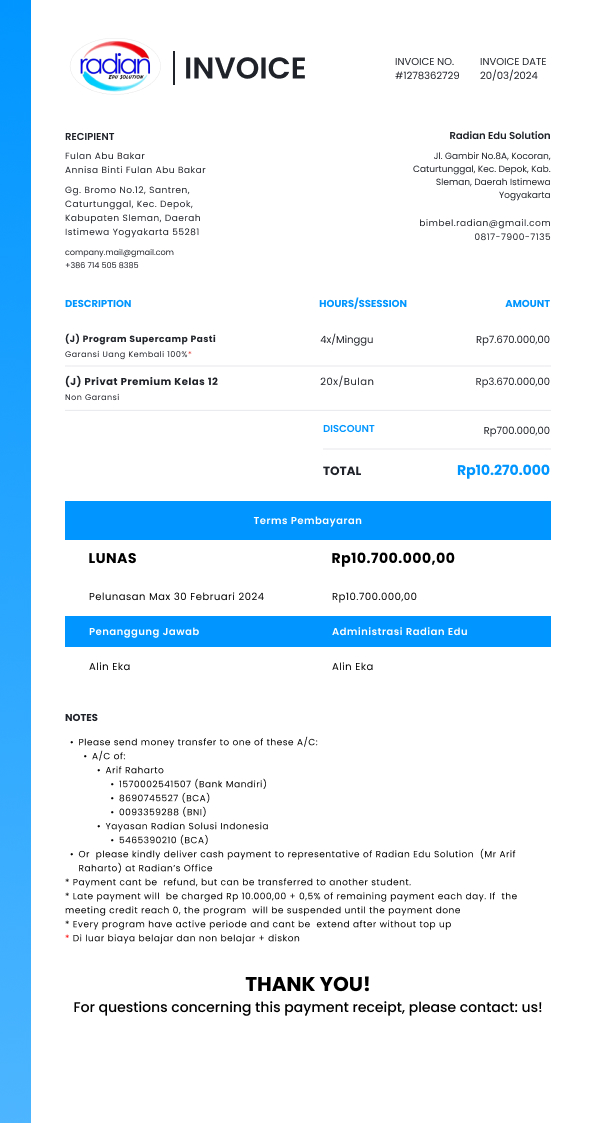 radian
EDU SOLUTION
INVOICE
INVOICE NO.
#1278362729
INVOICE DATE
20/03/2024
RECIPIENT
Fulan Abu Bakar
Annisa Binti Fulan Abu Bakar
Gg. Bromo No.12, Santren,
Caturtunggal, Kec. Depok,
Kabupaten Sleman, Daerah
Istimewa Yogyakarta 55281
company.mail@gmail.com
+386 714 505 8385
Radian Edu Solution
Jl. Gambir No.8A, Kocoran,
Caturtunggal, Kec. Depok, Kab.
Sleman, Daerah Istimewa
Yogyakarta
bimbel.radian@gmail.com
0817-7900-7135
DESCRIPTION HOURS/SSESSION AMOUNT
(J) Program Supercamp Pasti 4x/Minggu Rp7.670.000,00
Garansi Uang Kembali 100%*
(J) Privat Premium Kelas 12 20x/Bulan Rp3.670.000,00
Non Garansi
DISCOUNT Rp700.000,00
TOTAL Rp10.270.000
Terms Pembayaran
LUNAS Rp10.700.000,00
Pelunasan Max 30 Februari 2024 Rp10.700.000,00
Penanggung Jawab Administrasi Radian Edu
Alin Eka Alin Eka
NOTES
• Please send money transfer to one of these A/C:
• A/C of:
• Arif Raharto
• 1570002541507 (Bank Mandiri)
• 8690745527 (BCA)
• 0093359288 (BNI)
• Yayasan Radian Solusi Indonesia
• 5465390210 (BCA)
• Or please kindly deliver cash payment to representative of Radian Edu Solution (Mr Arif
Raharto) at Radian's Office
* Payment cant be refund, but can be transferred to another student.
* Late payment will be charged Rp 10.000,00 + 0,5% of remaining payment each day. If the
meeting credit reach 0, the program will be suspended until the payment done
* Every program have active periode and cant be extend after without top up
* Di luar biaya belajar dan non belajar + diskon
THANK YOU!
For questions concerning this payment receipt, please contact: us!